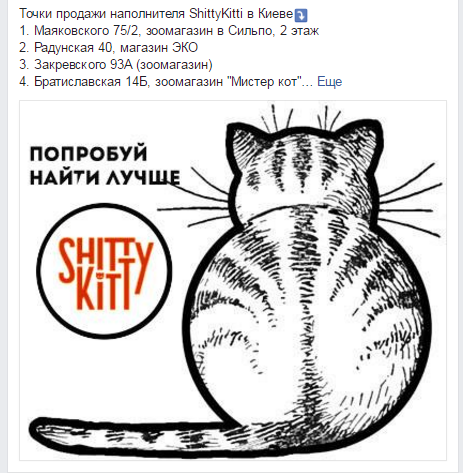 Точки продажи наполнителя ShittyKitti в Киеве⤵
1. Маяковского 75/2, зоомагазин в Сильпо, 2 этаж
2. Радунская 40, магазин ЭКО
3. Закревского 93А (зоомагазин)
4. Братиславская 14Б, зоомагазин "Мистер кот"... Еще
ПОПРОБУЙ
НАЙТИ ЛУЧШЕ
SHITTY
KITTI